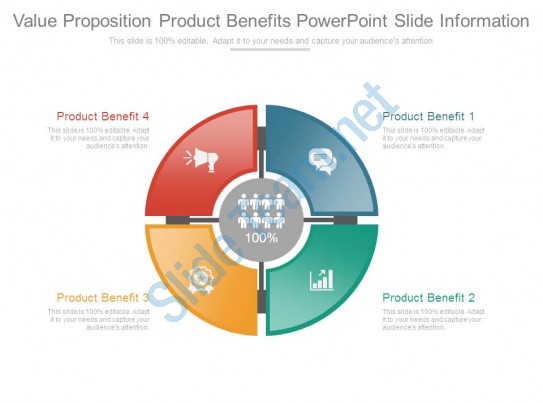 Value Proposition Product Benefits PowerPoint Slide Information
This slide is 100% editable. Adapt it to your needs and capture your audience's attention.
Product Benefit 4
This slide is 100% editable. Adapt
it to your needs and capture your
audience's attention.
Product Benefit 1
This slide is 100% editable. Adapt
it to your needs and capture your
audience's attention.
100%
Product Benefit 3
This slide is 100% editable. Adapt
it to your needs and capture your
audience's attention.
Product Benefit 2
This slide is 100% editable. Adapt
it to your needs and capture your
audience's attention.
SlideTeam.net